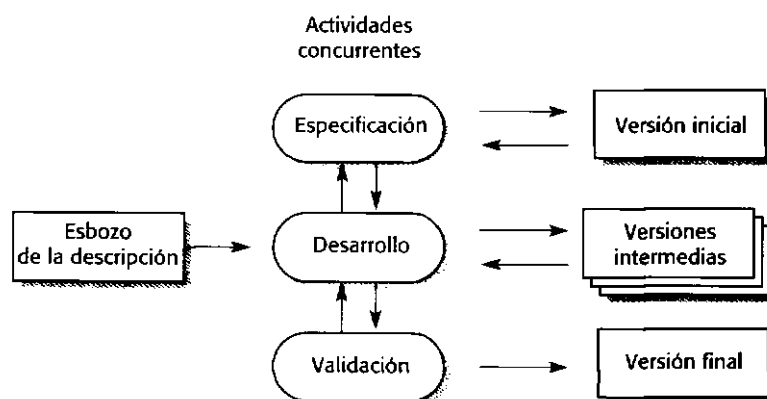 Actividades
concurrentes
Especificación
Versión inicial
Esbozo
de la descripción
Desarrollo
Versiones
intermedias
Validación
Versión final